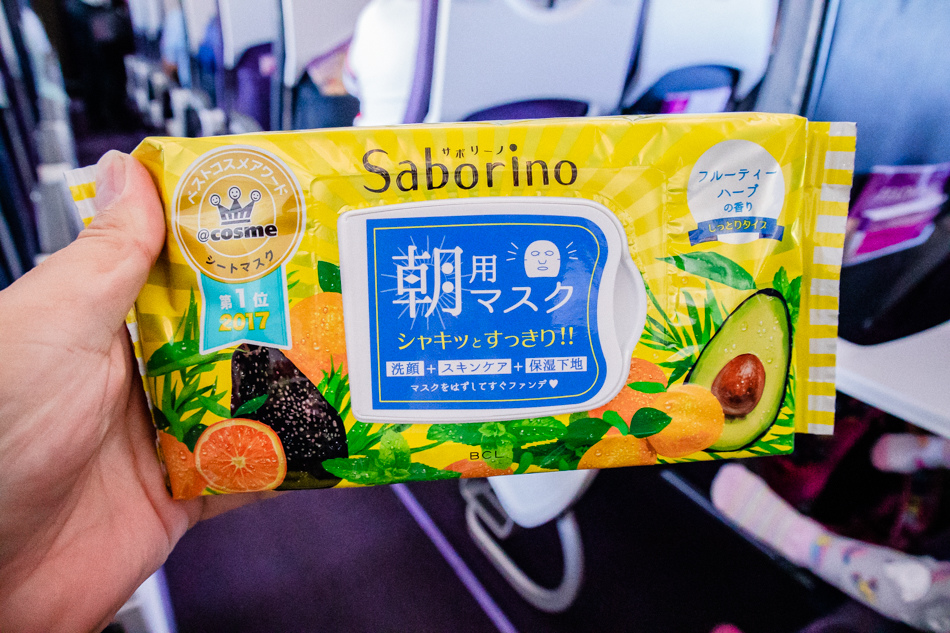 サボリーノ
Saborino
ベストコスメアワード
@cosme
シートマスク
第1位
2017
朝用
マスク
シャキッとすっきり!!
洗顔+スキンケア+保湿下地
マスクをはずしてすぐファンデ♥
フルーティー
ハーブ
の香り
しっとりタイプ
BCL